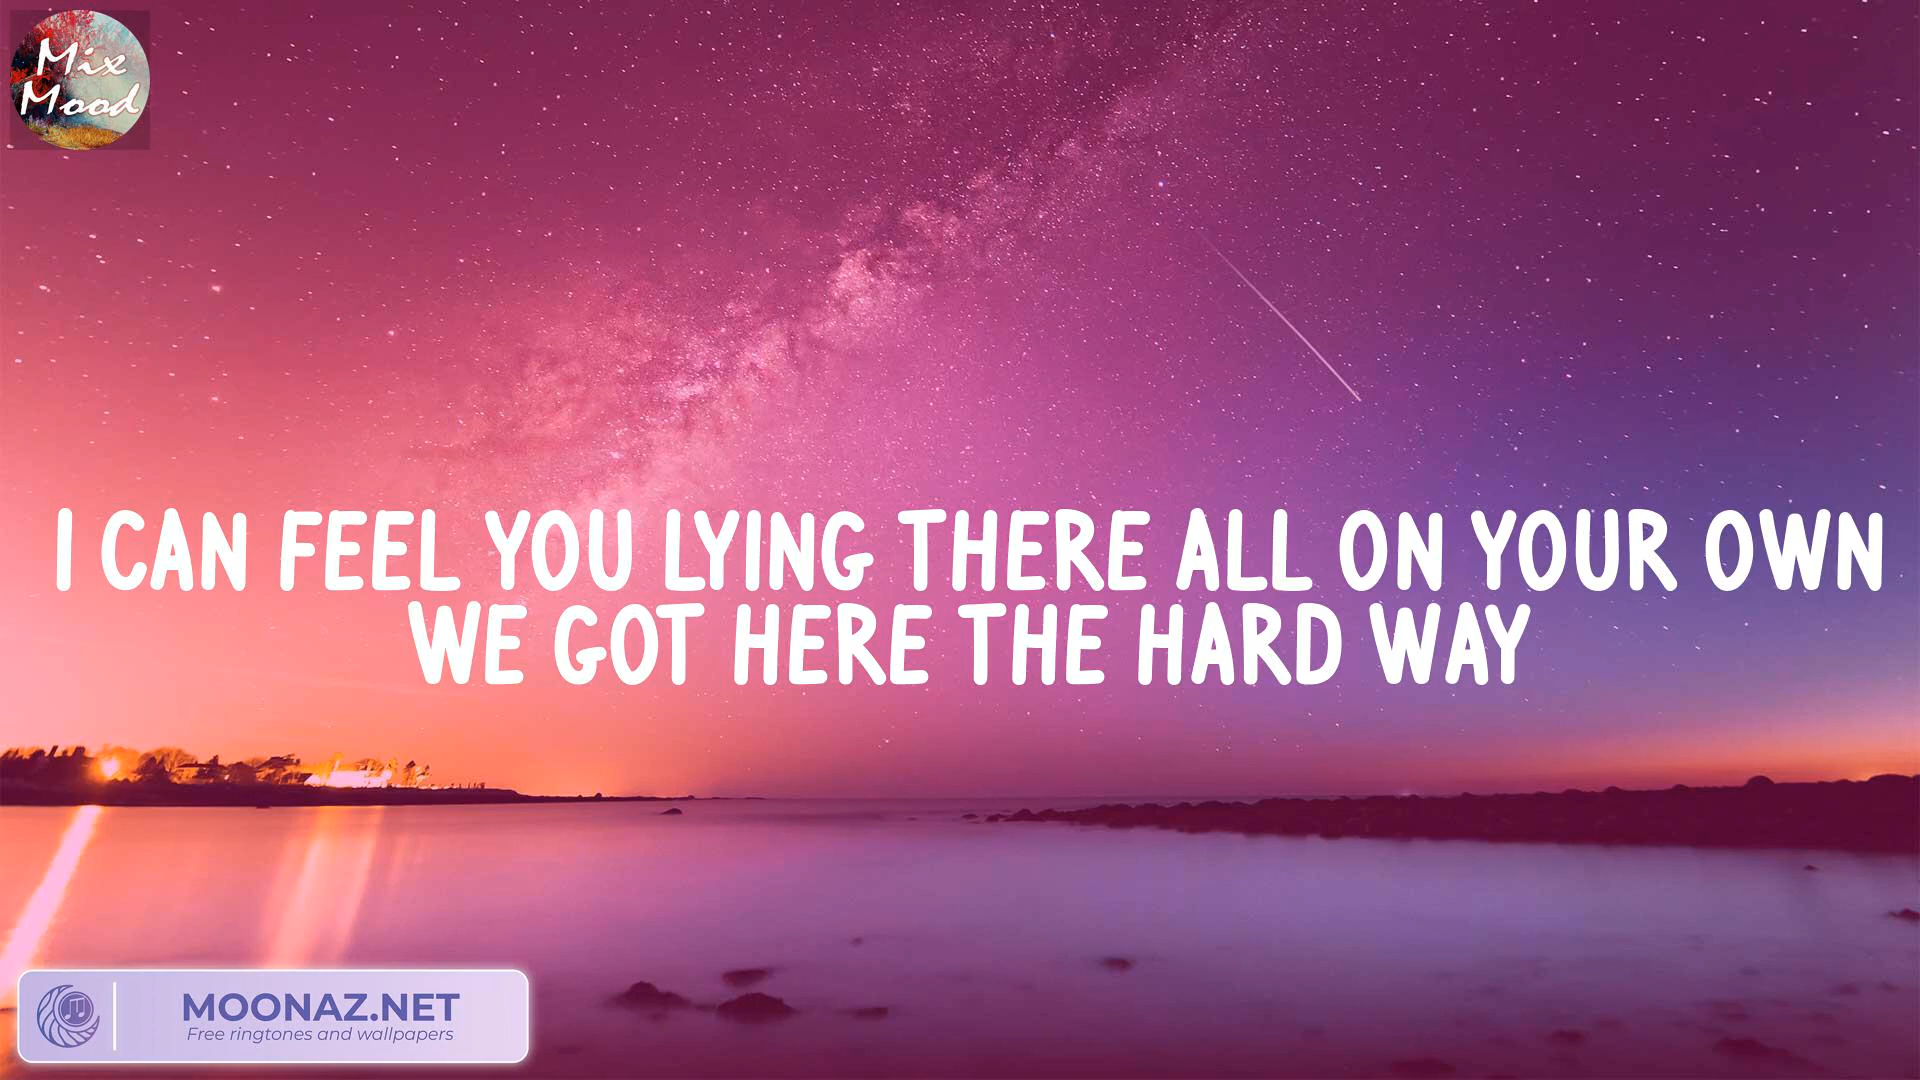 Mix
Mood
I CAN FEEL YOU LYING THERE ALL ON YOUR OWN
WE GOT HERE THE HARD WAY
MOONAZ.NET
Free ringtones and wallpapers